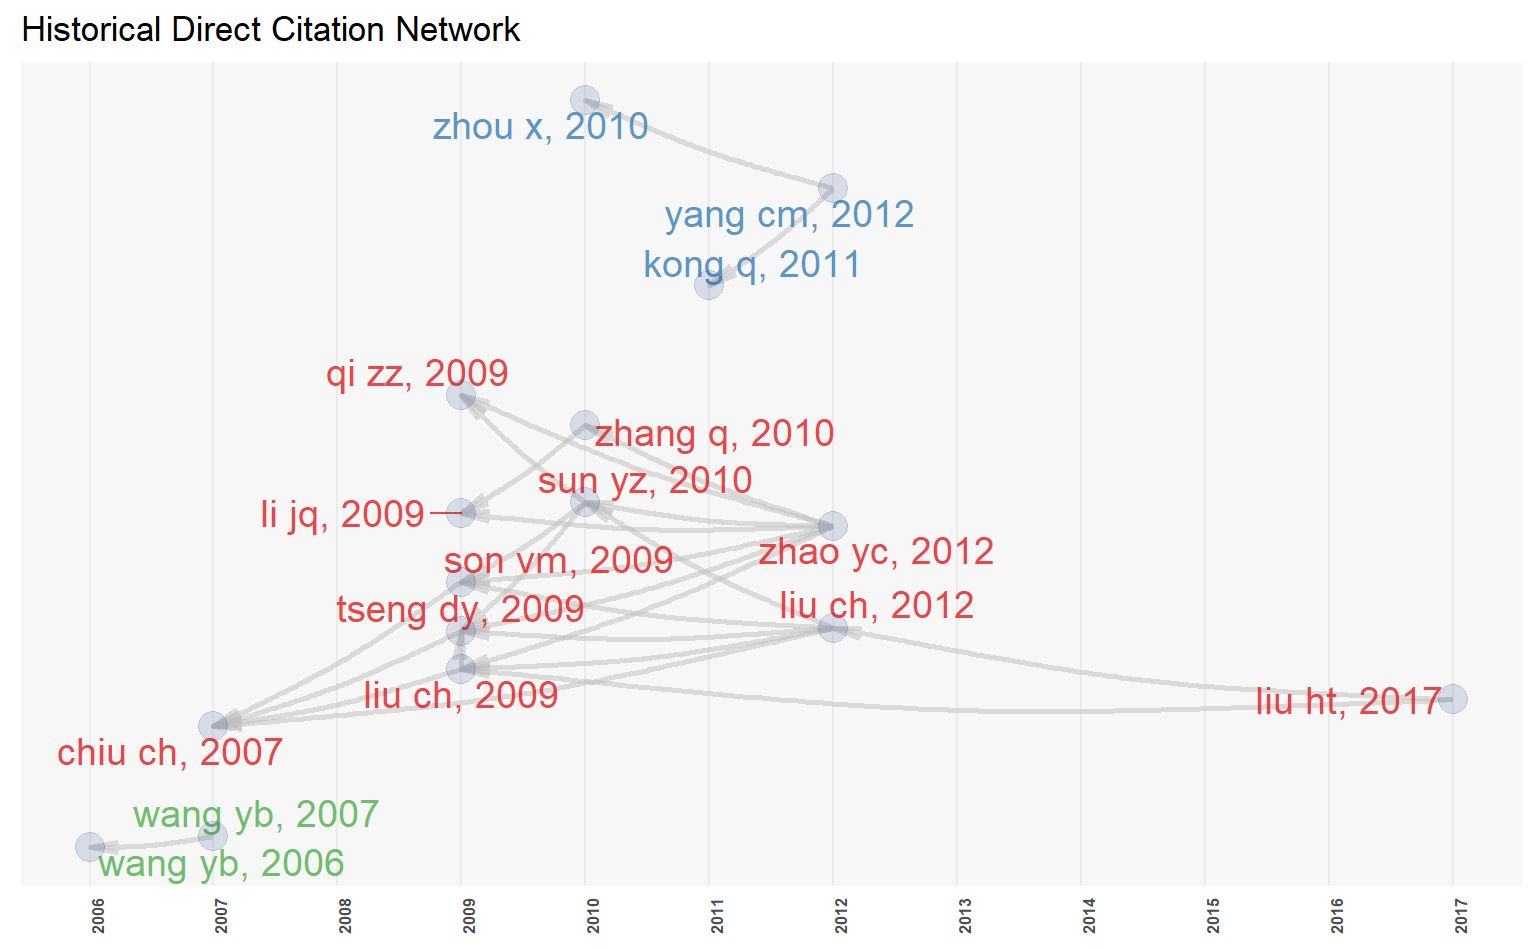 Historical Direct Citation Network
zhou x, 2010
yang cm, 2012
kong q, 2011
qi zz, 2009
zhang q, 2010
sun yz, 2010
li jq, 2009
zhao yc, 2012
son vm, 2009
liu ch, 2012
tseng dy, 2009
liu ch, 2009
liu ht, 2017
chiu ch, 2007
wang yb, 2007
wang yb, 2006
2006
2007
2008
2009
2010
2011
2012
2013
2014
2015
2016
2017